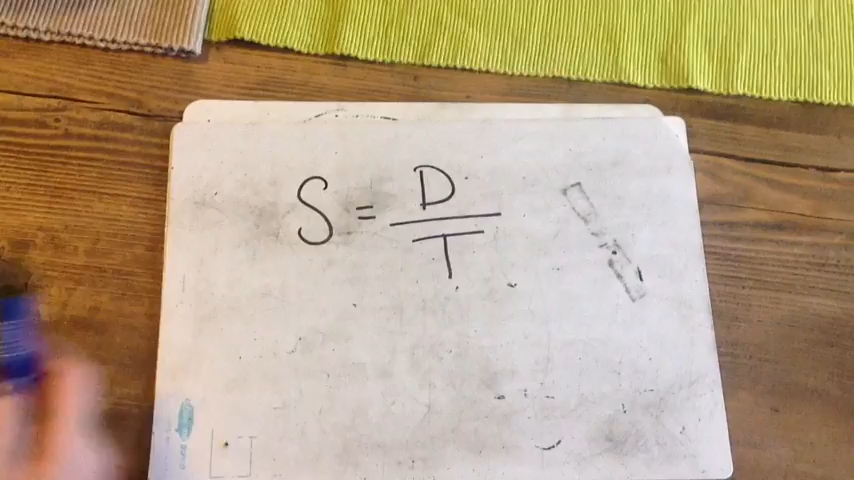 S = D/T